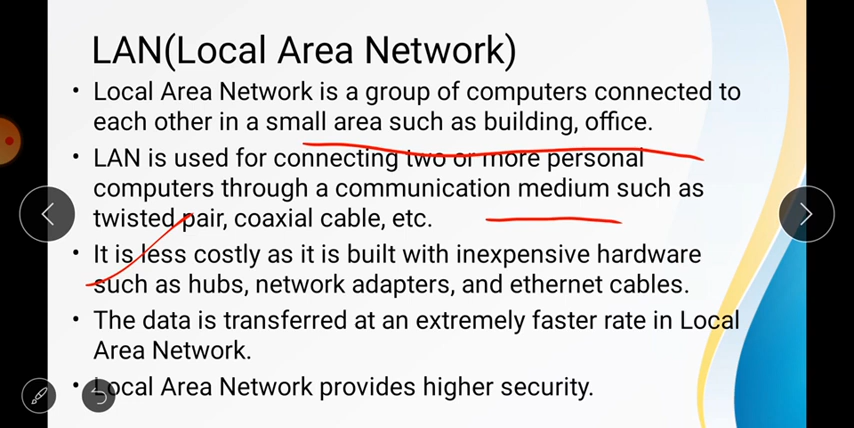 LAN(Local Area Network)
• Local Area Network is a group of computers connected to
each other in a small area such as building, office.
• LAN is used for connecting two or more personal
computers through a communication medium such as
twisted pair, coaxial cable, etc.
• It is less costly as it is built with inexpensive hardware
such as hubs, network adapters, and ethernet cables.
• The data is transferred at an extremely faster rate in Local
Area Network.
• Local Area Network provides higher security.